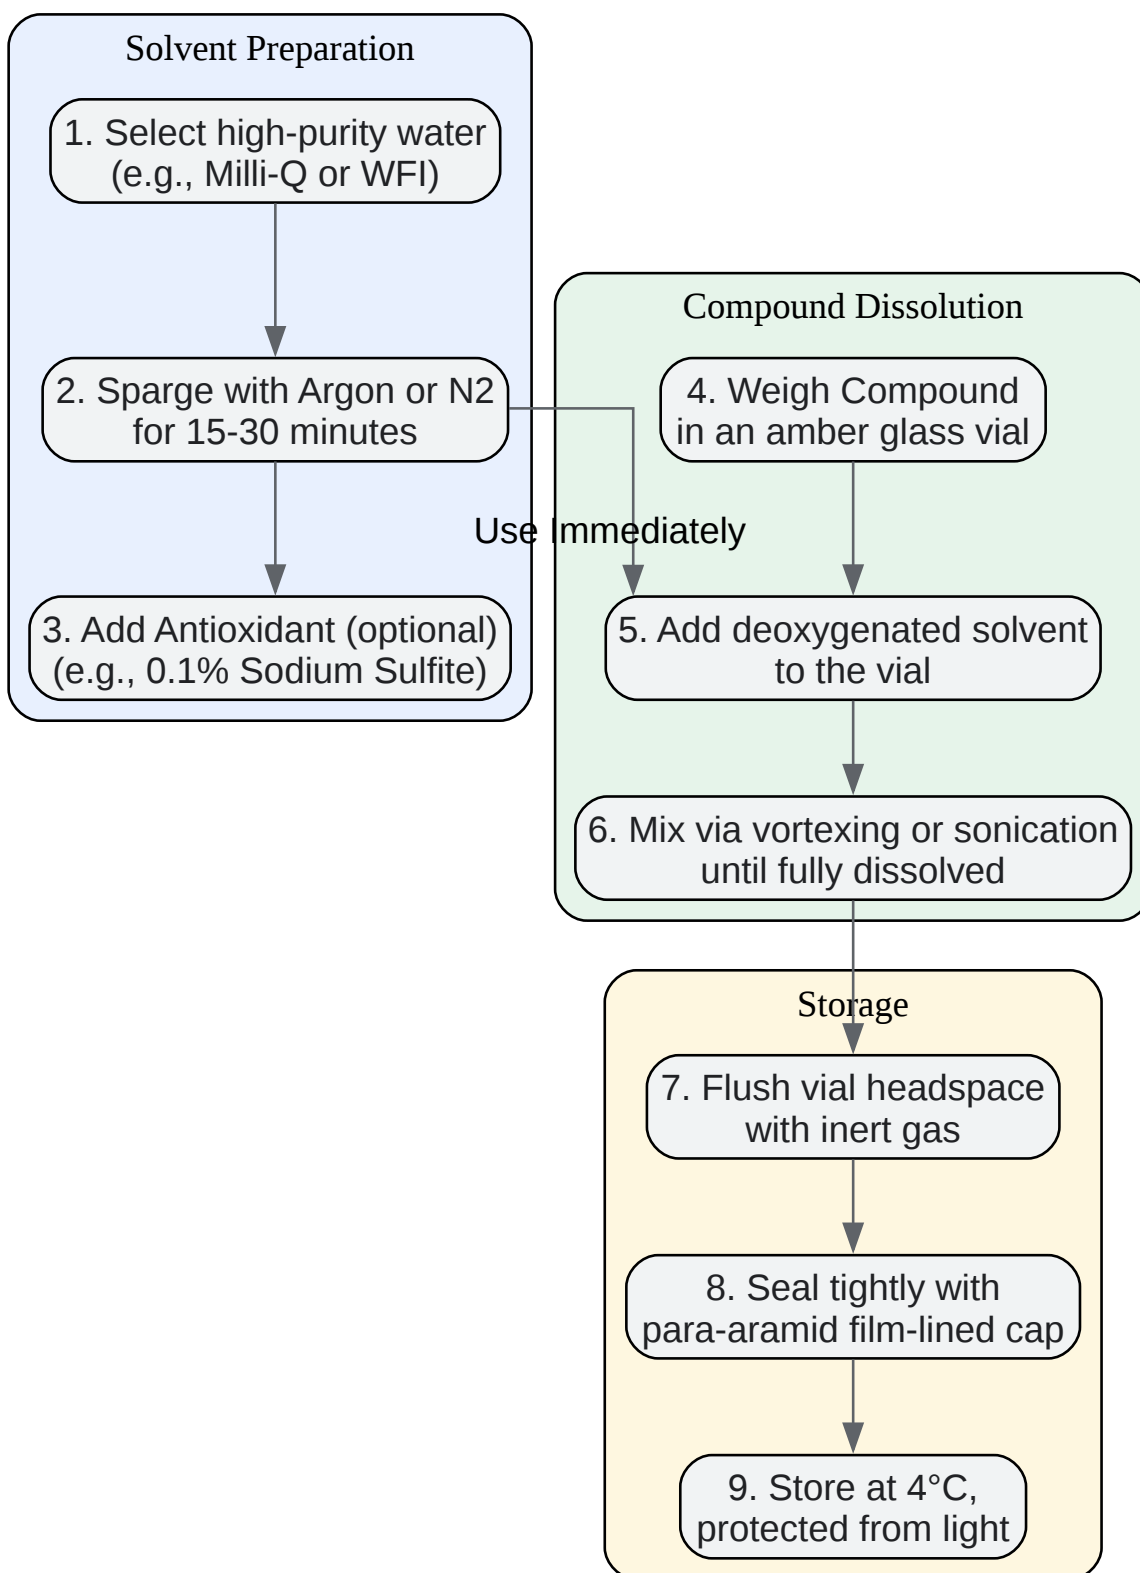 Solvent Preparation
1. Select high-purity water
(e.g., Milli-Q or WFI)
2. Sparge with Argon or N2
for 15-30 minutes
3. Add Antioxidant (optional)
(e.g., 0.1% Sodium Sulfite)
Use Immediately
Compound Dissolution
4. Weigh Compound
in an amber glass vial
5. Add deoxygenated solvent
to the vial
6. Mix via vortexing or sonication
until fully dissolved
Storage
7. Flush vial headspace
with inert gas
8. Seal tightly with
para-aramid film-lined cap
9. Store at 4°C,
protected from light